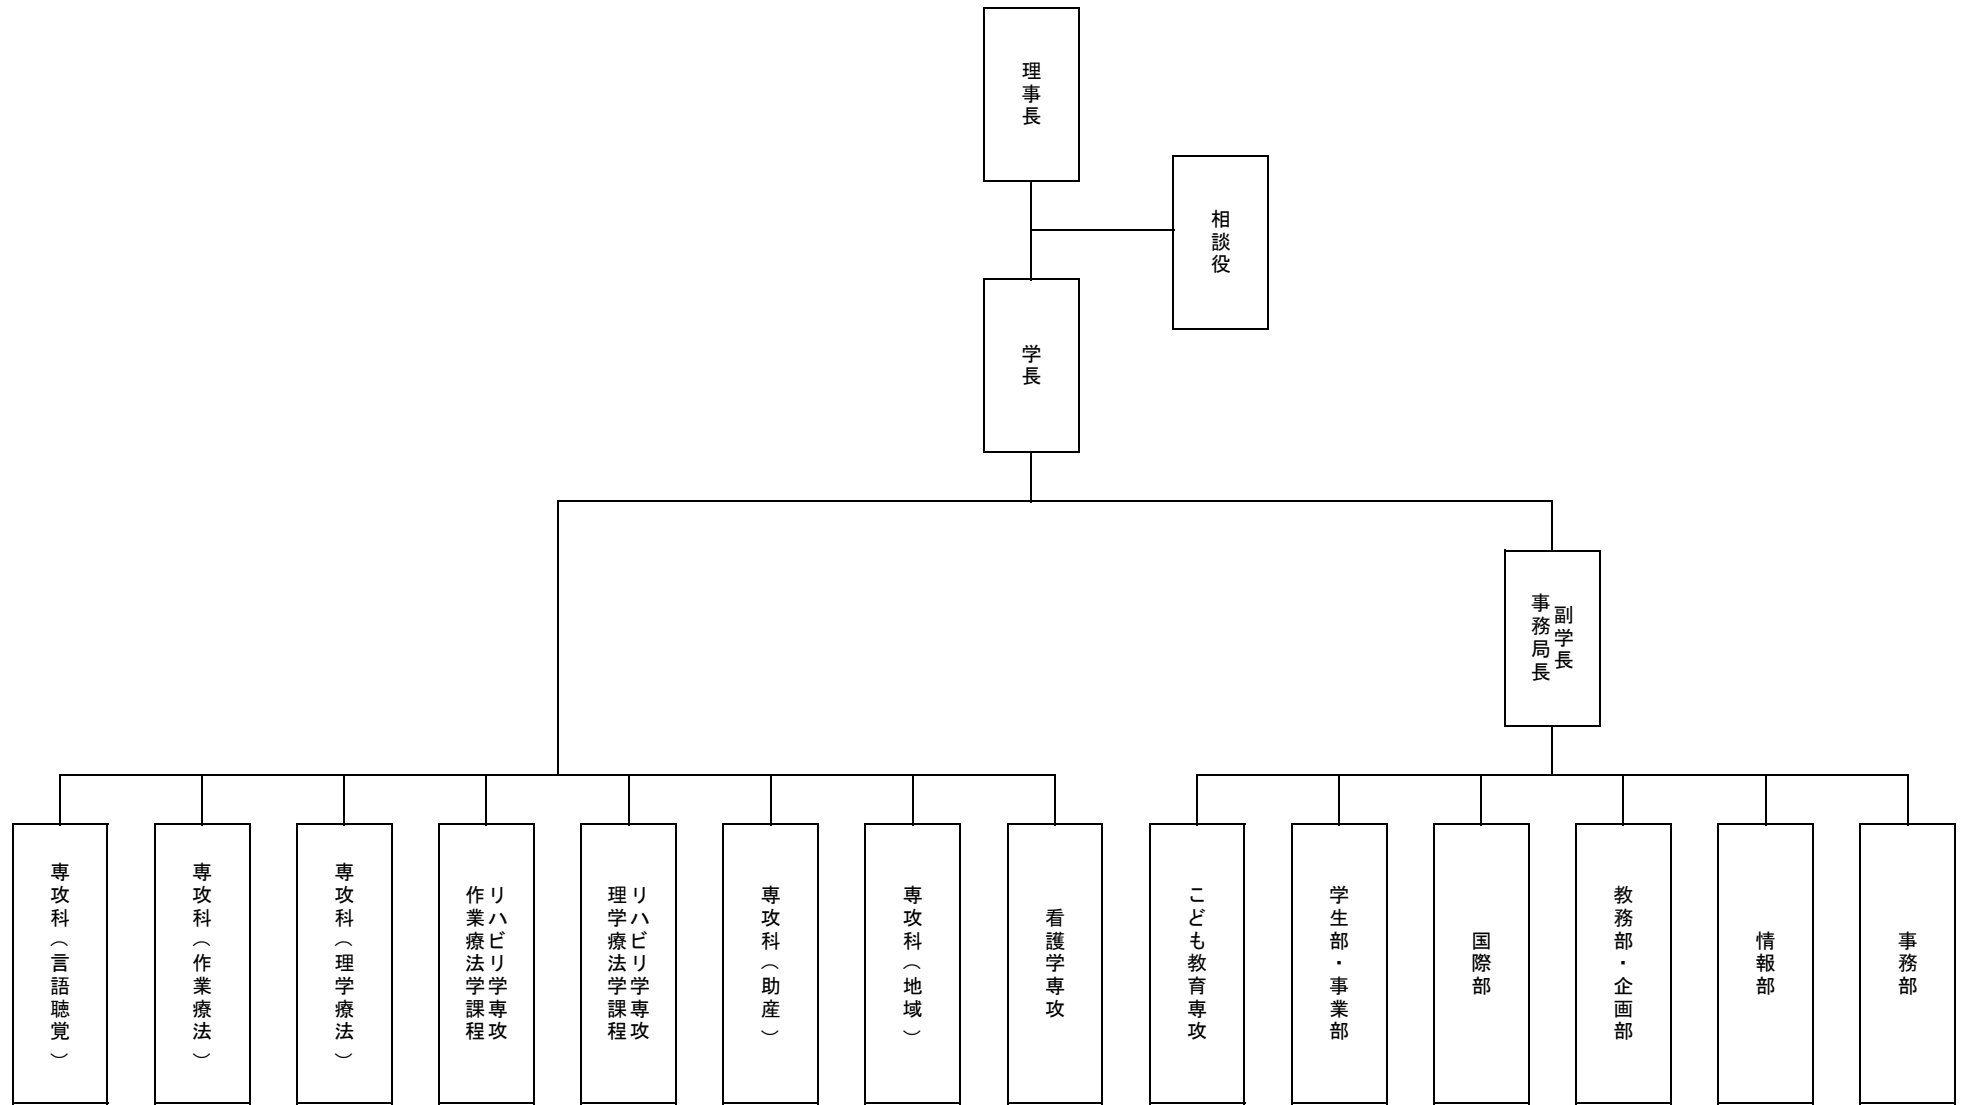 理事長
相談役
学長
副学長
事務局長
専攻科（言語聴覚）
専攻科（作業療法）
専攻科（理学療法）
リハビリ学専攻
作業療法学課程
リハビリ学専攻
理学療法学課程
専攻科（助産）
専攻科（地域）
看護学専攻
こども教育専攻
学生部・事業部
国際部
教務部・企画部
情報部
事務部